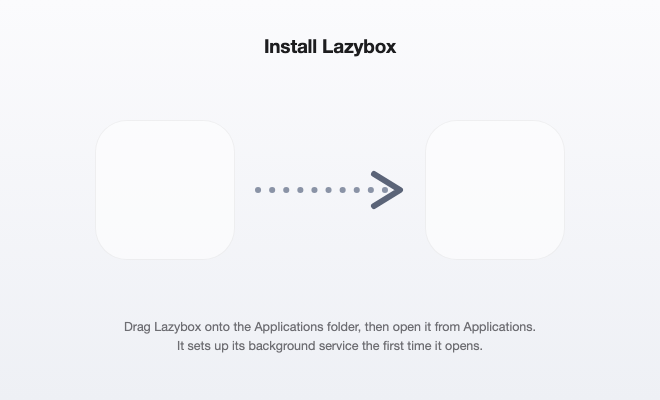 Install Lazybox
Drag Lazybox onto the Applications folder, then open it from Applications.
It sets up its background service the first time it opens.